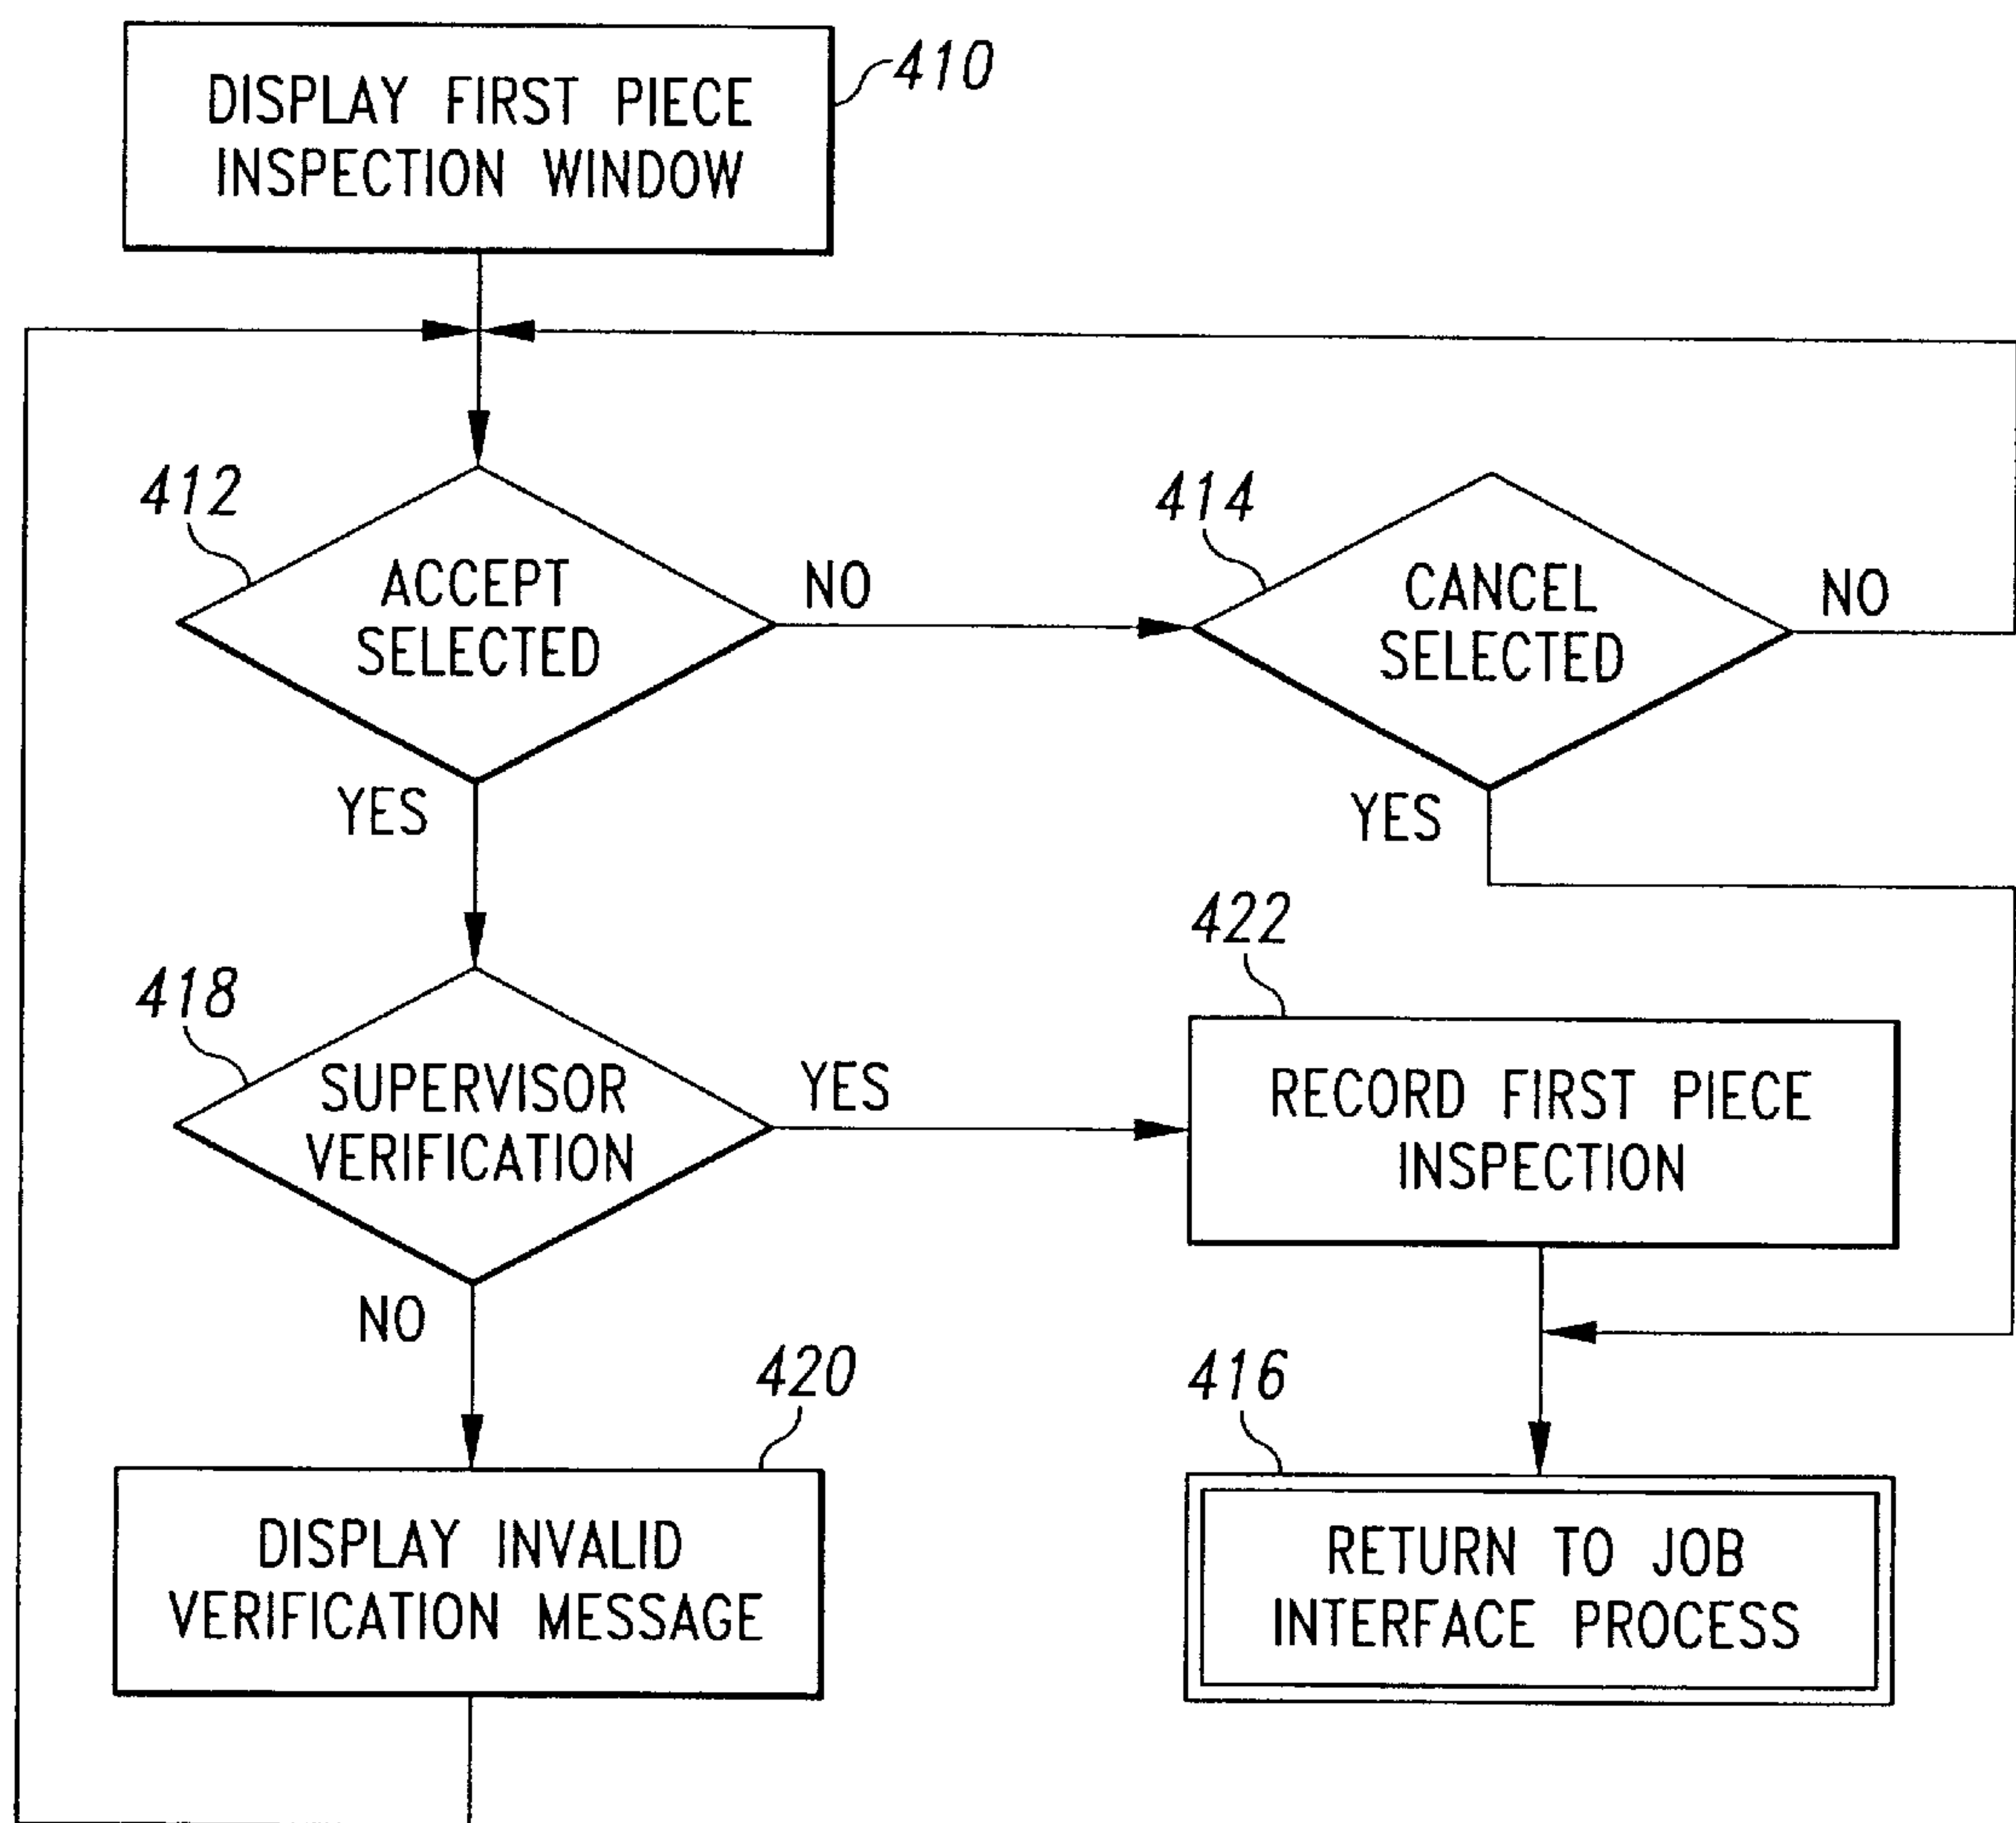 DISPLAY FIRST PIECE
INSPECTION WINDOW
410
412
ACCEPT
SELECTED
NO
YES
414
CANCEL
SELECTED
NO
YES
418
SUPERVISOR
VERIFICATION
YES
NO
422
RECORD FIRST PIECE
INSPECTION
420
DISPLAY INVALID
VERIFICATION MESSAGE
416
RETURN TO JOB
INTERFACE PROCESS